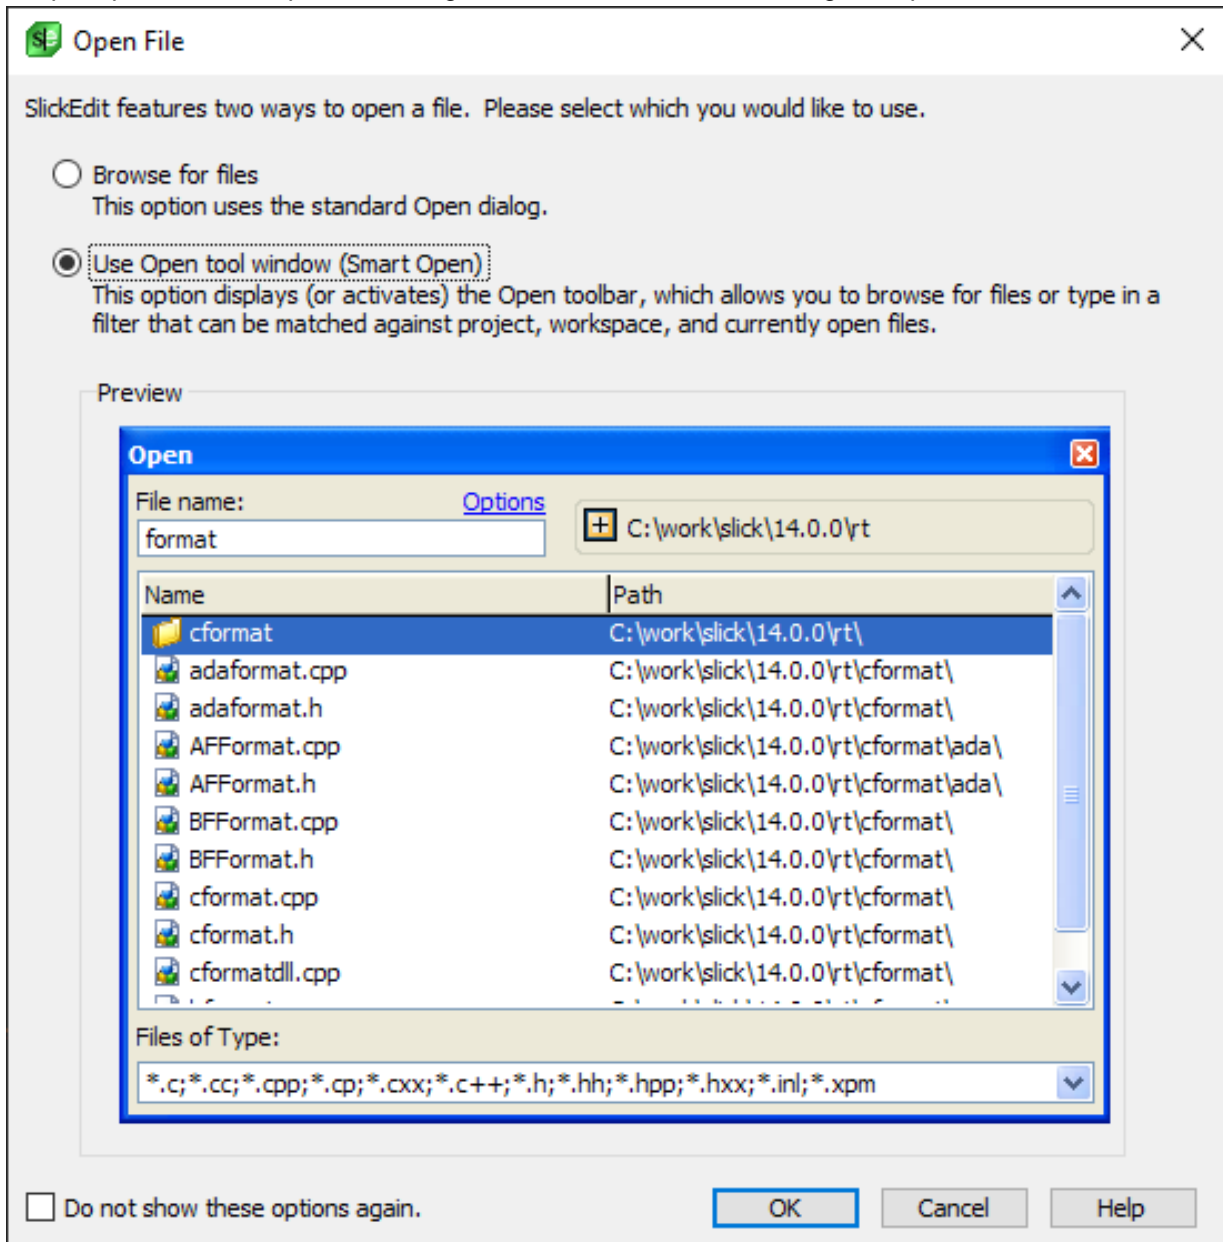 Open File
SlickEdit features two ways to open a file.  Please select which you would like to use.
Browse for files
This option uses the standard Open dialog.
Use Open tool window (Smart Open)
This option displays (or activates) the Open toolbar, which allows you to browse for files or type in a
filter that can be matched against project, workspace, and currently open files.
Preview
Open
File name: Options
format
C:\work\slick\14.0.0\rt
Name Path
cformat C:\work\slick\14.0.0\rt\
adaformat.cpp C:\work\slick\14.0.0\rt\cformat\
adaformat.h C:\work\slick\14.0.0\rt\cformat\
AFFormat.cpp C:\work\slick\14.0.0\rt\cformat\ada\
AFFormat.h C:\work\slick\14.0.0\rt\cformat\ada\
BFFormat.cpp C:\work\slick\14.0.0\rt\cformat\
BFFormat.h C:\work\slick\14.0.0\rt\cformat\
cformat.cpp C:\work\slick\14.0.0\rt\cformat\
cformat.h C:\work\slick\14.0.0\rt\cformat\
cformatdll.cpp C:\work\slick\14.0.0\rt\cformat\
Files of Type:
*.c;*.cc;*.cpp;*.cp;*.cxx;*.c++;*.h;*.hh;*.hpp;*.hxx;*.inl;*.xpm
Do not show these options again.
OK Cancel Help